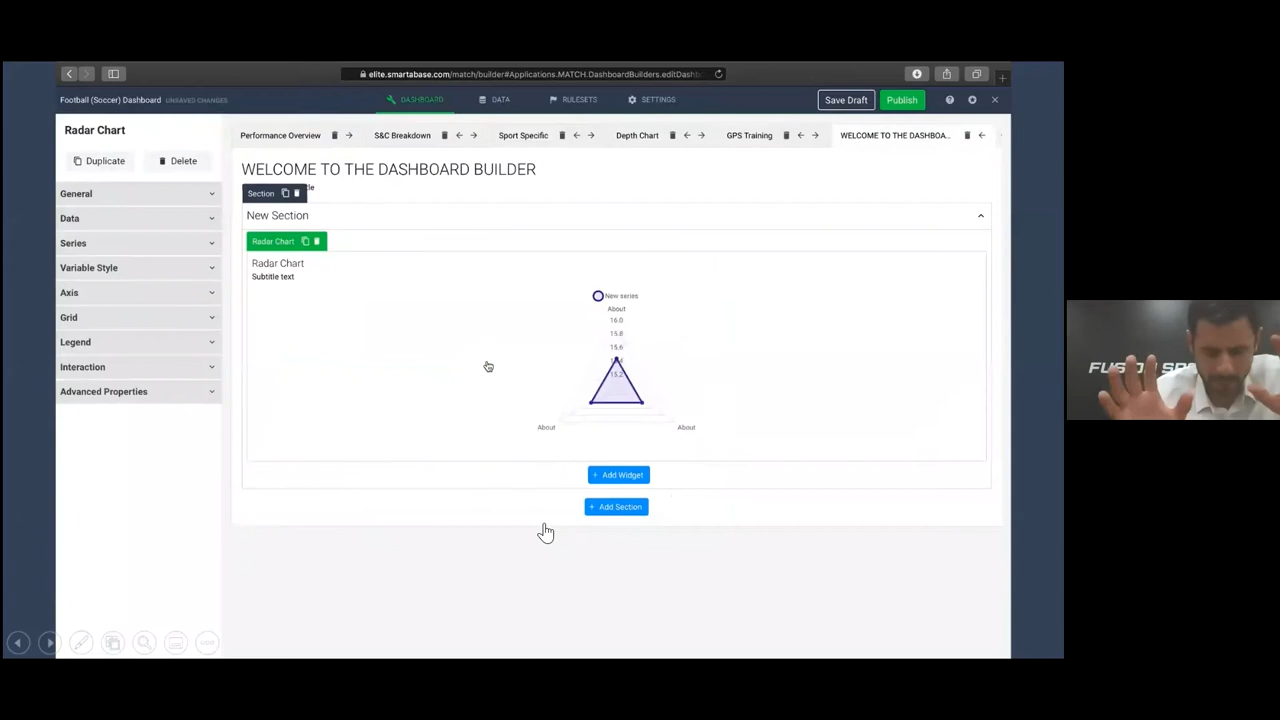 elite.smartabase.com/match/builder#Applications.MATCH.DashboardBuilders.editDashb
Football (Soccer) Dashboard UNSAVED CHANGES
DASHBOARD
DATA
RULESETS
SETTINGS
Save Draft
Publish
Radar Chart
Duplicate
Delete
General
Data
Series
Variable Style
Axis
Grid
Legend
Interaction
Advanced Properties
Performance Overview
S&C Breakdown
Sport Specific
Depth Chart
GPS Training
WELCOME TO THE DASHBOA...
WELCOME TO THE DASHBOARD BUILDER
Section
New Section
Radar Chart
Radar Chart
Subtitle text
New series
About
16.0
15.8
15.6
15.2
About
About
+ Add Widget
+ Add Section